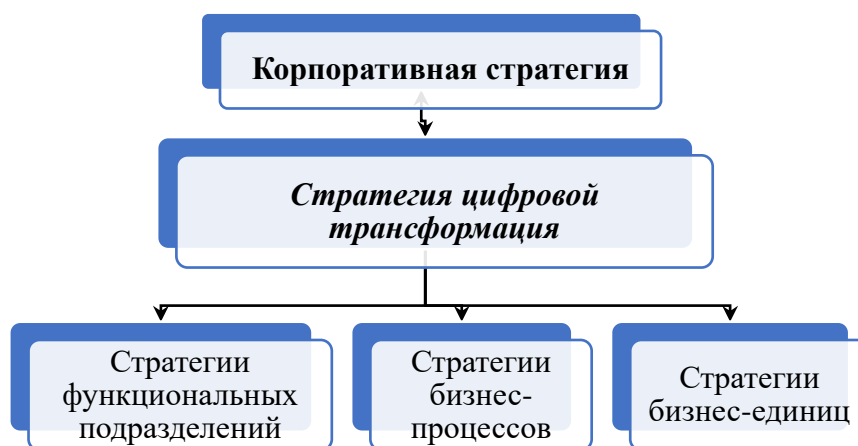 Корпоративная стратегия
Стратегия цифровой
трансформация
Стратегии
функциональных
подразделений
Стратегии
бизнес-
процессов
Стратегии
бизнес-единиц